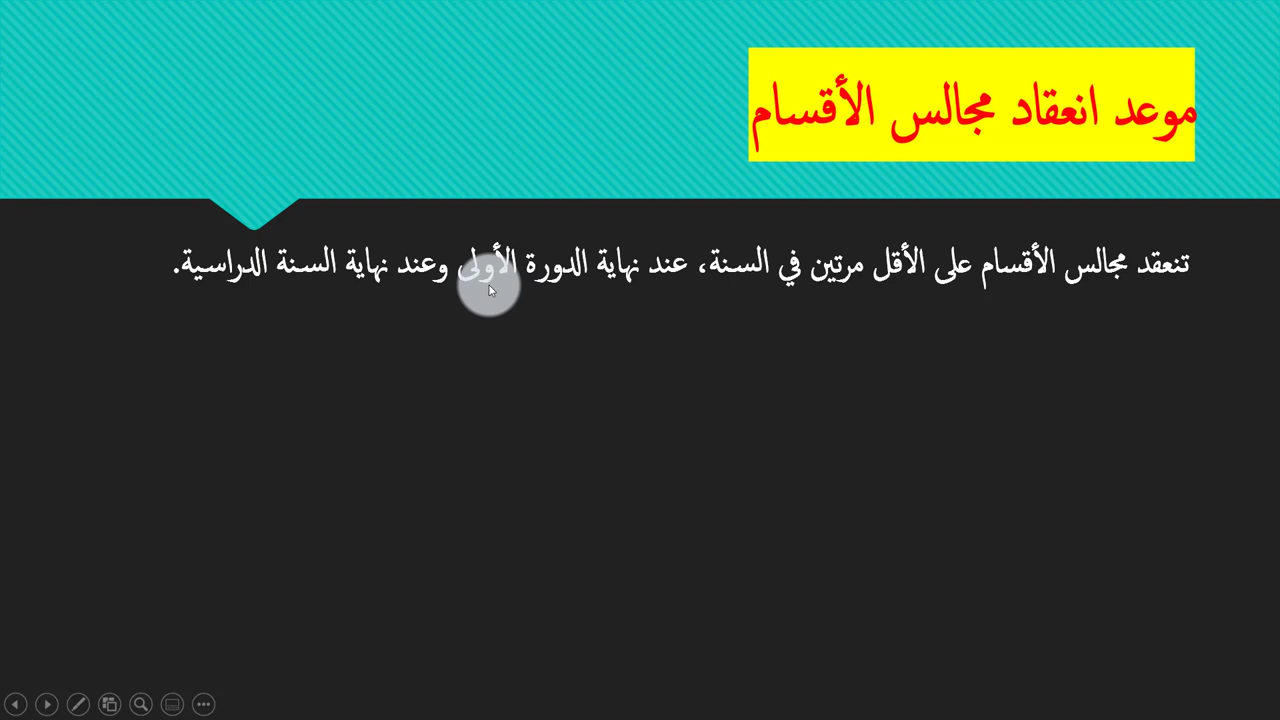 موعد انعقاد مجالس الأقسام
تنعقد مجالس الأقسام على الأقل مرتين في السنة، عند نهاية الدورة الأولى وعند نهاية السنة الدراسية.